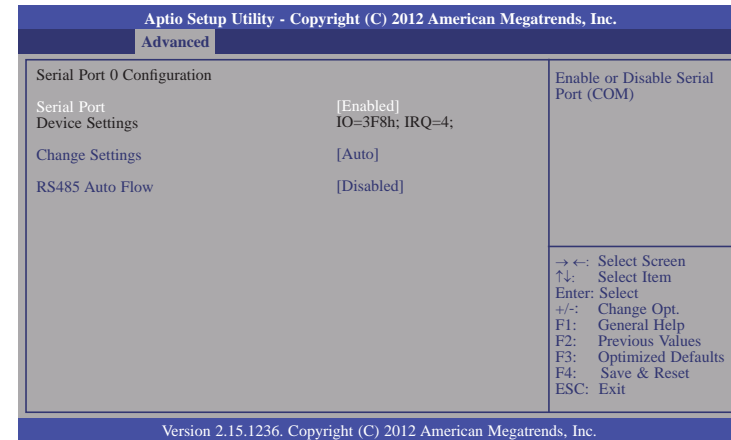 Aptio Setup Utility - Copyright (C) 2012 American Megatrends, Inc.
Advanced
Serial Port 0 Configuration
Serial Port [Enabled]
Device Settings IO=3F8h; IRQ=4;
Change Settings [Auto]
RS485 Auto Flow [Disabled]
Enable or Disable Serial
Port (COM)
→ ←: Select Screen
↑↓: Select Item
Enter: Select
+/-: Change Opt.
F1: General Help
F2: Previous Values
F3: Optimized Defaults
F4: Save & Reset
ESC: Exit
Version 2.15.1236. Copyright (C) 2012 American Megatrends, Inc.